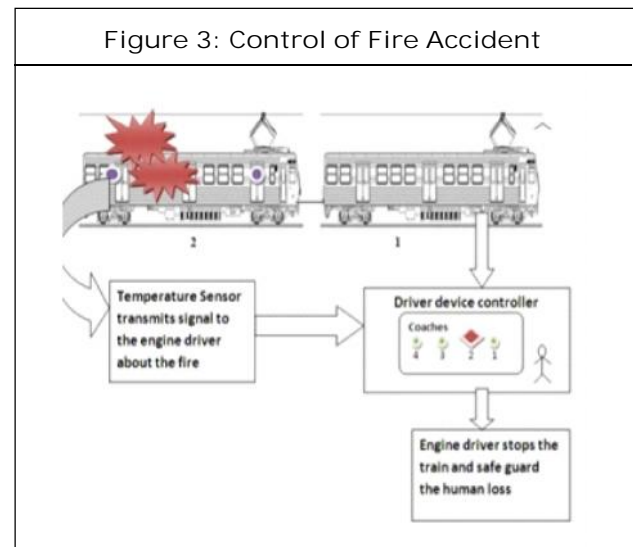 Figure 3: Control of Fire Accident
2
1
Temperature Sensor
transmits signal to
the engine driver
about the fire
Driver device controller
Coaches
4 3 2 1
Engine driver stops the
train and safe guard
the human loss